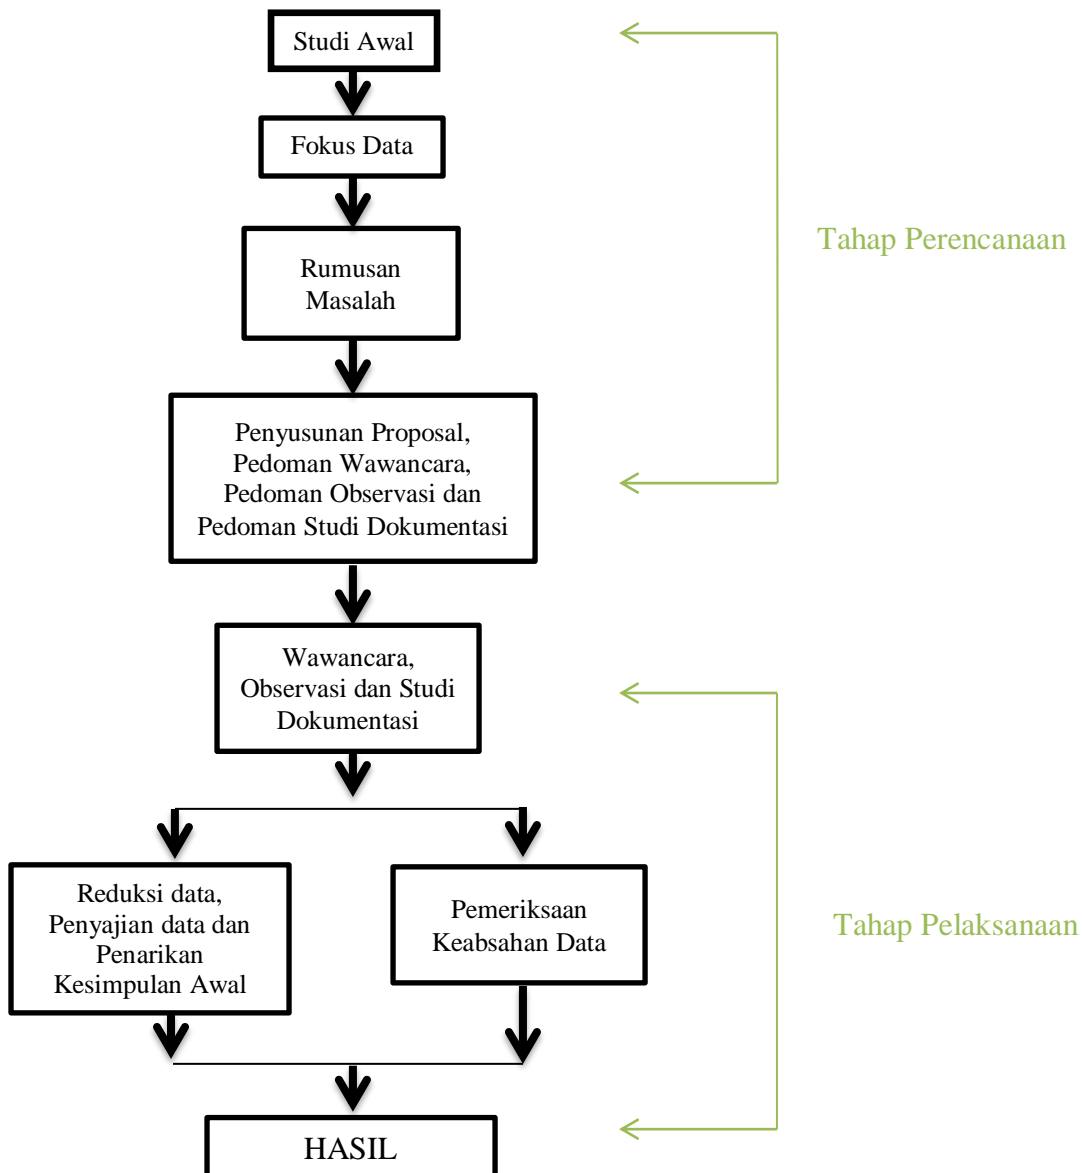 Studi Awal
Fokus Data
Tahap Perencanaan
Rumusan
Masalah
Penyusunan Proposal,
Pedoman Wawancara,
Pedoman Observasi dan
Pedoman Studi Dokumentasi
Wawancara,
Observasi dan Studi
Dokumentasi
Reduksi data,
Penyajian data dan
Penarikan
Kesimpulan Awal
Pemeriksaan
Keabsahan Data
Tahap Pelaksanaan
HASIL